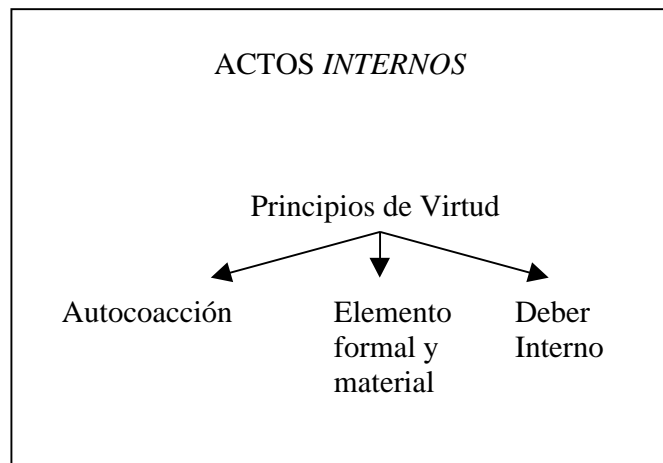 ACTOS INTERNOS
Principios de Virtud
Autocoacción
Elemento
formal y
material
Deber
Interno